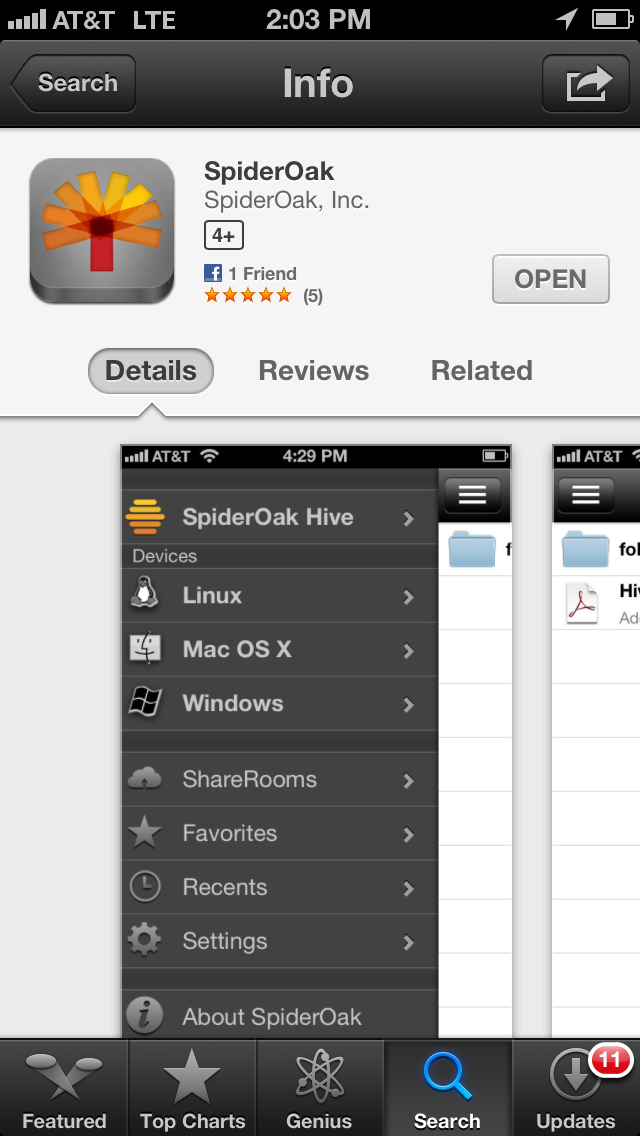 AT&T LTE 2:03 PM
Search Info
SpiderOak
SpiderOak, Inc.
4+
f 1 Friend
(5)
OPEN
Details Reviews Related
AT&T 4:29 PM
SpiderOak Hive
Devices
Linux
Mac OS X
Windows
ShareRooms
Favorites
Recents
Settings
About SpiderOak
f
AT&T
fol
Hiv
Ad
Featured Top Charts Genius Search Updates 11